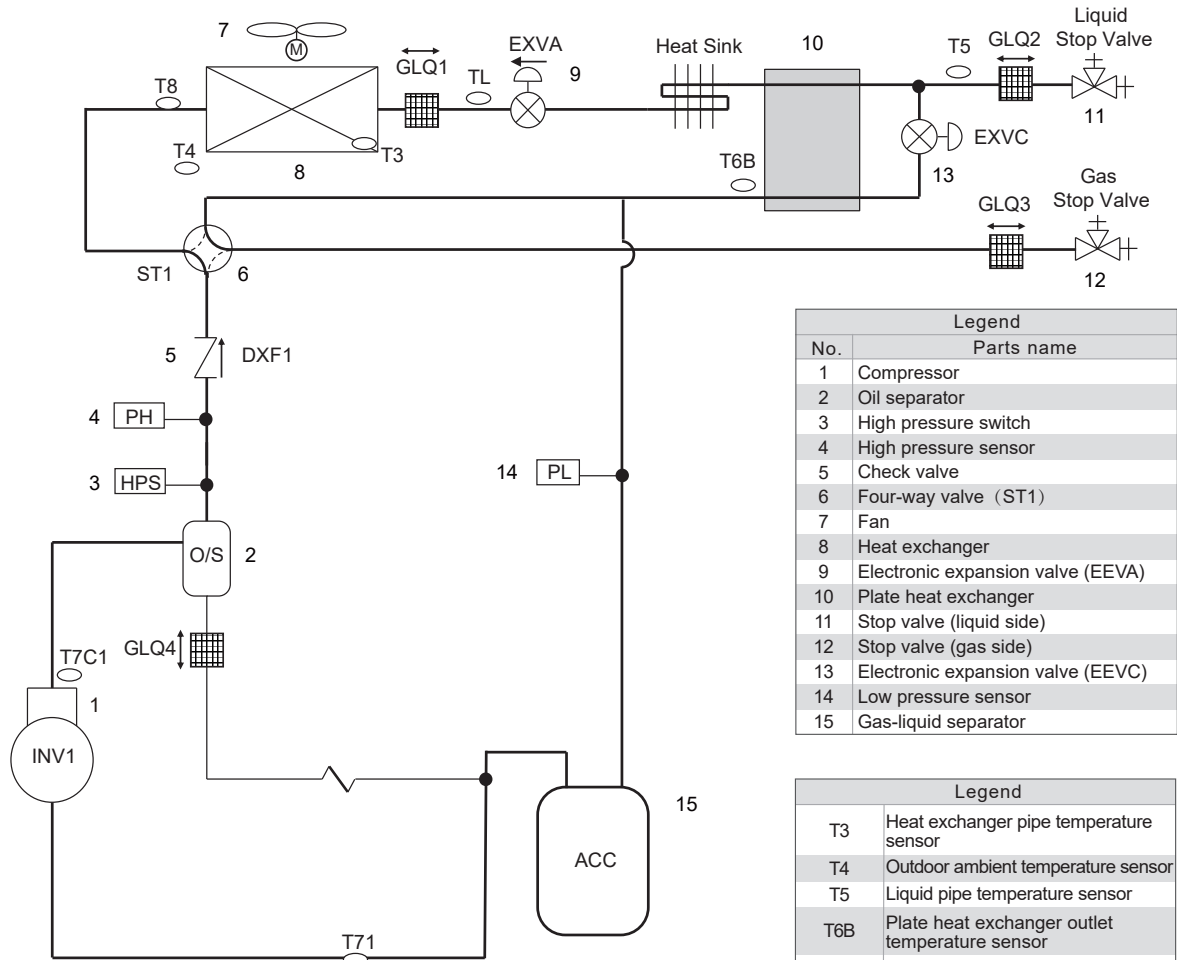 7
M
T8
T4
T3
8
GLQ1
TL
EXVA
9
Heat Sink
10
T5
GLQ2
Liquid
Stop Valve
11
EXVC
13
T6B
Gas
Stop Valve
GLQ3
12
ST1
6
5
DXF1
4
PH
3
HPS
14
PL
O/S
2
GLQ4
T7C1
1
INV1
15
ACC
T71
Legend
No. Parts name
1 Compressor
2 Oil separator
3 High pressure switch
4 High pressure sensor
5 Check valve
6 Four-way valve（ST1）
7 Fan
8 Heat exchanger
9 Electronic expansion valve (EEVA)
10 Plate heat exchanger
11 Stop valve (liquid side)
12 Stop valve (gas side)
13 Electronic expansion valve (EEVC)
14 Low pressure sensor
15 Gas-liquid separator
Legend
T3 Heat exchanger pipe temperature
sensor
T4 Outdoor ambient temperature sensor
T5 Liquid pipe temperature sensor
T6B Plate heat exchanger outlet
temperature sensor